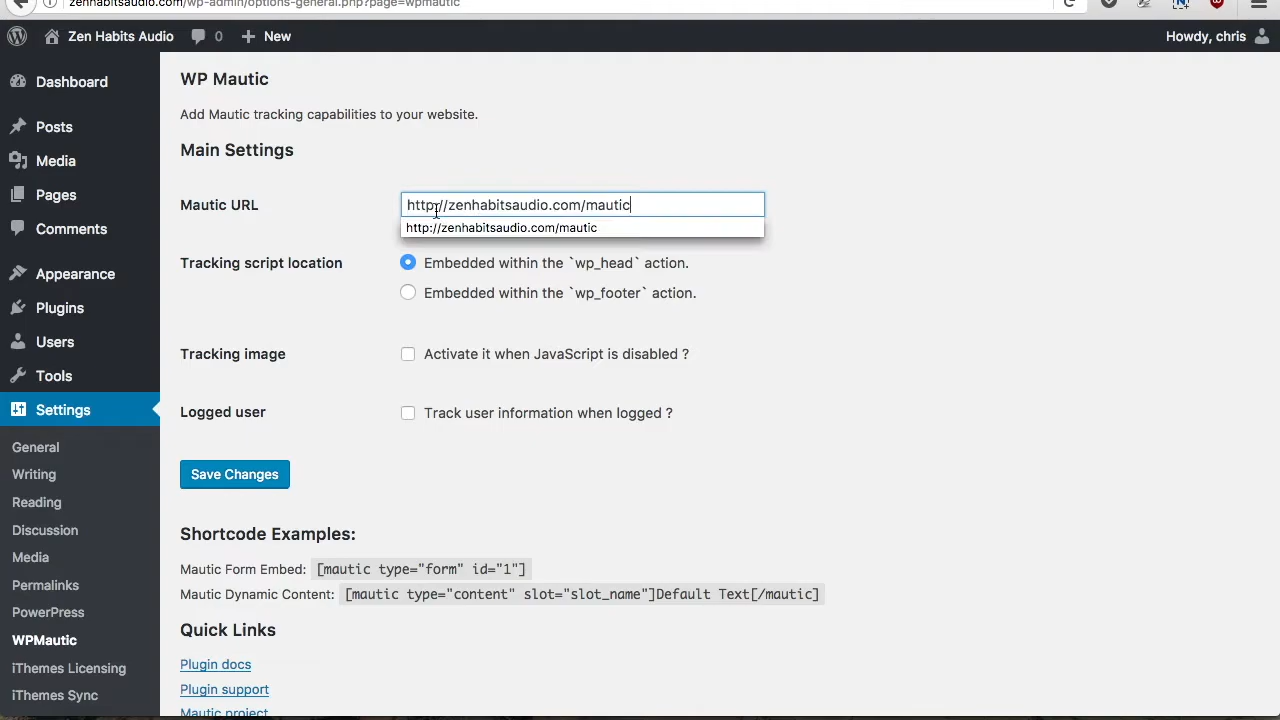 zenhabitsaudio.com/wp-admin/options-general.php?page=wpmautic
Zen Habits Audio 0 New Howdy, chris
Dashboard
Posts
Media
Pages
Comments
Appearance
Plugins
Users
Tools
Settings
General
Writing
Reading
Discussion
Media
Permalinks
PowerPress
WPMautic
iThemes Licensing
iThemes Sync
WP Mautic
Add Mautic tracking capabilities to your website.
Main Settings
Mautic URL http://zenhabitsaudio.com/mautic
http://zenhabitsaudio.com/mautic
Tracking script location Embedded within the `wp_head` action.
Embedded within the `wp_footer` action.
Tracking image Activate it when JavaScript is disabled ?
Logged user Track user information when logged ?
Save Changes
Shortcode Examples:
Mautic Form Embed: [mautic type="form" id="1"]
Mautic Dynamic Content: [mautic type="content" slot="slot_name"]Default Text[/mautic]
Quick Links
Plugin docs
Plugin support
Mautic project